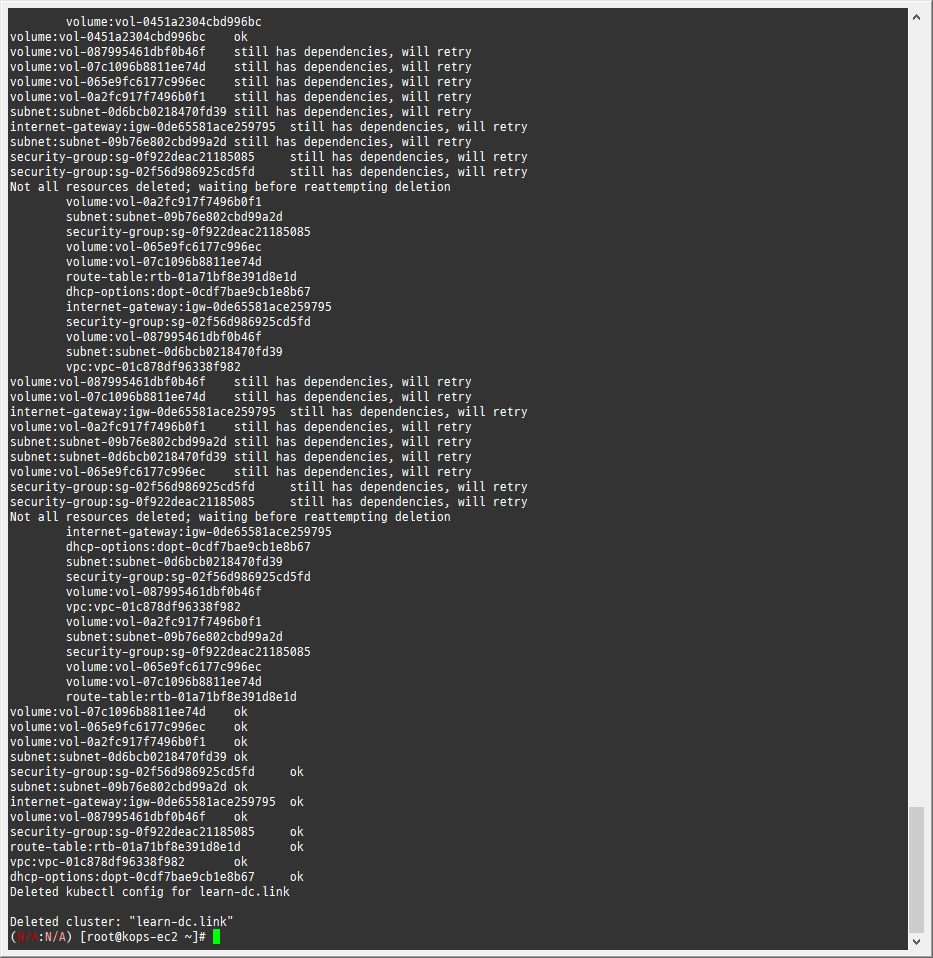 volume:vol-0451a2304cbd996bc
volume:vol-0451a2304cbd996bc    ok
volume:vol-087995461dbf0b46f    still has dependencies, will retry
volume:vol-07c1096b8811ee74d    still has dependencies, will retry
volume:vol-065e9fc6177c996ec    still has dependencies, will retry
volume:vol-0a2fc917f7496b0f1    still has dependencies, will retry
subnet:subnet-0d6bcb0218470fd39 still has dependencies, will retry
internet-gateway:igw-0de65581ace259795  still has dependencies, will retry
subnet:subnet-09b76e802cbd99a2d still has dependencies, will retry
security-group:sg-0f922deac21185085     still has dependencies, will retry
security-group:sg-02f56d986925cd5fd     still has dependencies, will retry
Not all resources deleted; waiting before reattempting deletion
        volume:vol-0a2fc917f7496b0f1
        subnet:subnet-09b76e802cbd99a2d
        security-group:sg-0f922deac21185085
        volume:vol-065e9fc6177c996ec
        volume:vol-07c1096b8811ee74d
        route-table:rtb-01a71bf8e391d8e1d
        dhcp-options:dopt-0cdf7bae9cb1e8b67
        internet-gateway:igw-0de65581ace259795
        security-group:sg-02f56d986925cd5fd
        volume:vol-087995461dbf0b46f
        subnet:subnet-0d6bcb0218470fd39
        vpc:vpc-01c878df96338f982
volume:vol-087995461dbf0b46f    still has dependencies, will retry
volume:vol-07c1096b8811ee74d    still has dependencies, will retry
internet-gateway:igw-0de65581ace259795  still has dependencies, will retry
volume:vol-0a2fc917f7496b0f1    still has dependencies, will retry
subnet:subnet-09b76e802cbd99a2d still has dependencies, will retry
subnet:subnet-0d6bcb0218470fd39 still has dependencies, will retry
volume:vol-065e9fc6177c996ec    still has dependencies, will retry
security-group:sg-02f56d986925cd5fd     still has dependencies, will retry
security-group:sg-0f922deac21185085     still has dependencies, will retry
Not all resources deleted; waiting before reattempting deletion
        internet-gateway:igw-0de65581ace259795
        dhcp-options:dopt-0cdf7bae9cb1e8b67
        subnet:subnet-0d6bcb0218470fd39
        security-group:sg-02f56d986925cd5fd
        volume:vol-087995461dbf0b46f
        vpc:vpc-01c878df96338f982
        volume:vol-0a2fc917f7496b0f1
        subnet:subnet-09b76e802cbd99a2d
        security-group:sg-0f922deac21185085
        volume:vol-065e9fc6177c996ec
        volume:vol-07c1096b8811ee74d
        route-table:rtb-01a71bf8e391d8e1d
volume:vol-07c1096b8811ee74d    ok
volume:vol-065e9fc6177c996ec    ok
volume:vol-0a2fc917f7496b0f1    ok
subnet:subnet-0d6bcb0218470fd39 ok
security-group:sg-02f56d986925cd5fd     ok
subnet:subnet-09b76e802cbd99a2d ok
internet-gateway:igw-0de65581ace259795  ok
volume:vol-087995461dbf0b46f    ok
security-group:sg-0f922deac21185085     ok
route-table:rtb-01a71bf8e391d8e1d       ok
vpc:vpc-01c878df96338f982       ok
dhcp-options:dopt-0cdf7bae9cb1e8b67     ok
Deleted kubectl config for learn-dc.link

Deleted cluster: "learn-dc.link"
(N/A:N/A) [root@kops-ec2 ~]#